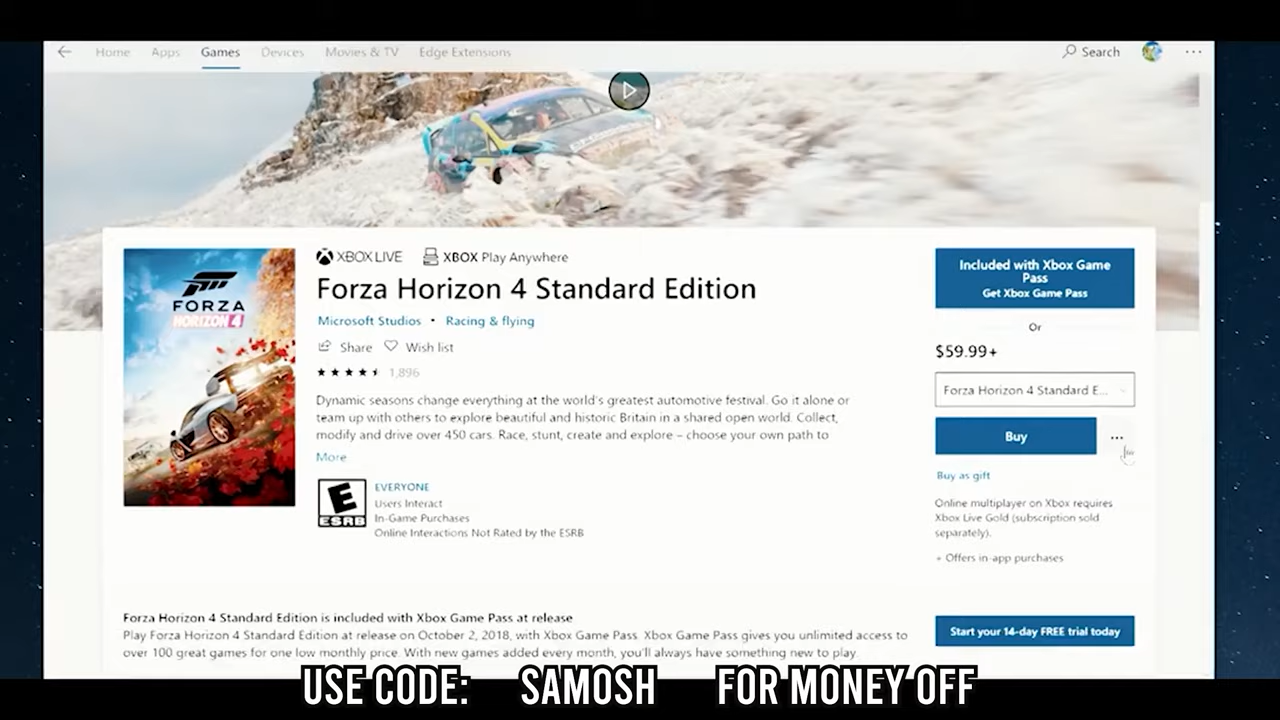 Home Apps Games Devices Movies & TV Edge Extensions Search
XBOX LIVE XBOX Play Anywhere
Forza Horizon 4 Standard Edition
Microsoft Studios • Racing & flying
Share Wish list
1,896
Dynamic seasons change everything at the world's greatest automotive festival. Go it alone or
team up with others to explore beautiful and historic Britain in a shared open world. Collect,
modify and drive over 450 cars. Race, stunt, create and explore – choose your own path to
More
FORZA
HORIZON 4
E
ESRB
EVERYONE
Users Interact
In-Game Purchases
Online Interactions Not Rated by the ESRB
Included with Xbox Game
Pass
Get Xbox Game Pass
Or
$59.99+
Forza Horizon 4 Standard E...
Buy ...
Buy as gift
Online multiplayer on Xbox requires
Xbox Live Gold (subscription sold
separately).
+ Offers in-app purchases
Forza Horizon 4 Standard Edition is included with Xbox Game Pass at release
Play Forza Horizon 4 Standard Edition at release on October 2, 2018, with Xbox Game Pass. Xbox Game Pass gives you unlimited access to
over 100 great games for one low monthly price. With new games added every month, you'll always have something new to play.
Start your 14-day FREE trial today
USE CODE: SAMOSH FOR MONEY OFF